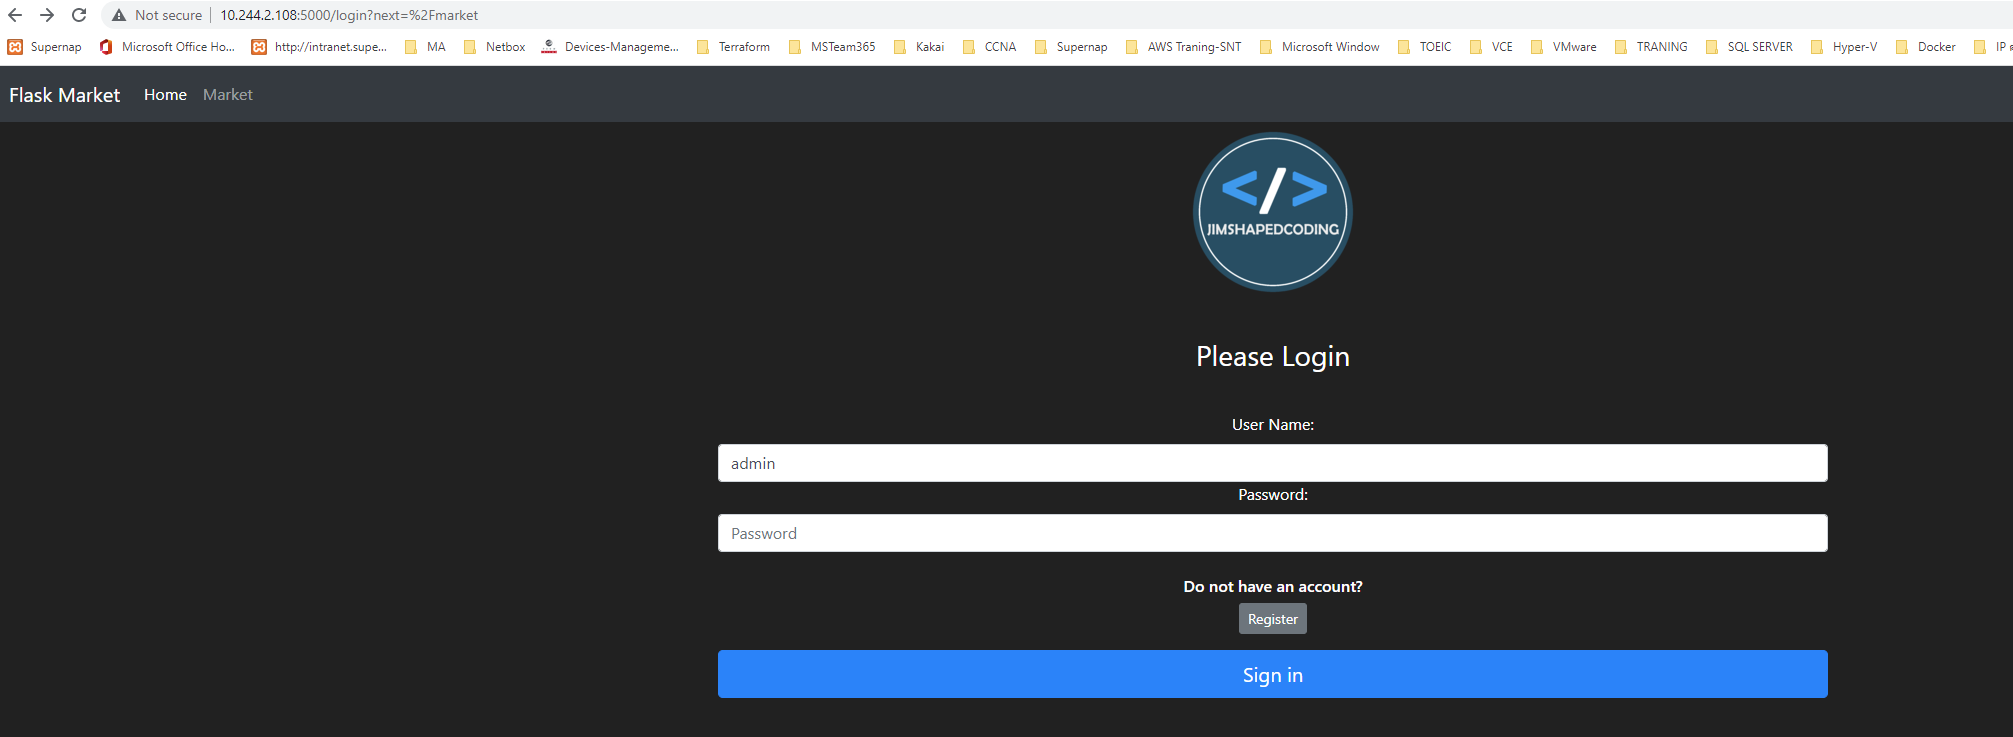 Not secure | 10.244.2.108:5000/login?next=%2Fmarket
Supernap Microsoft Office Ho... http://intranet.supe... MA Netbox Devices-Manageme... Terraform MSTeam365 Kakai CCNA Supernap AWS Traning-SNT Microsoft Window TOEIC VCE VMware TRANING SQL SERVER Hyper-V Docker IP
Flask Market Home Market
</>
JIMSHAPEDCODING
Please Login
User Name:
admin
Password:
Password
Do not have an account?
Register
Sign in